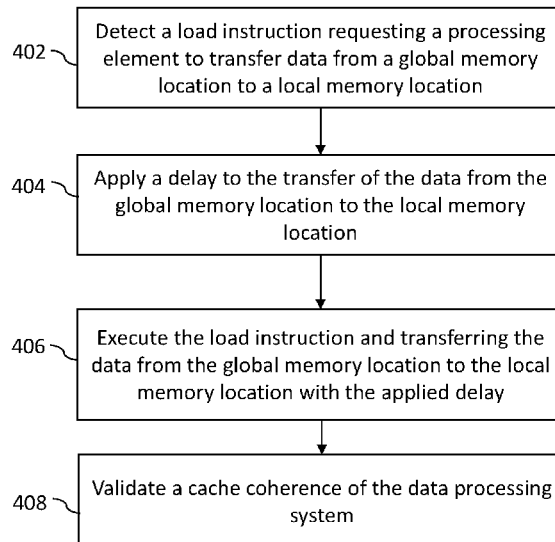 402
Detect a load instruction requesting a processing
element to transfer data from a global memory
location to a local memory location
404
Apply a delay to the transfer of the data from the
global memory location to the local memory
location
406
Execute the load instruction and transferring the
data from the global memory location to the local
memory location with the applied delay
408
Validate a cache coherence of the data processing
system